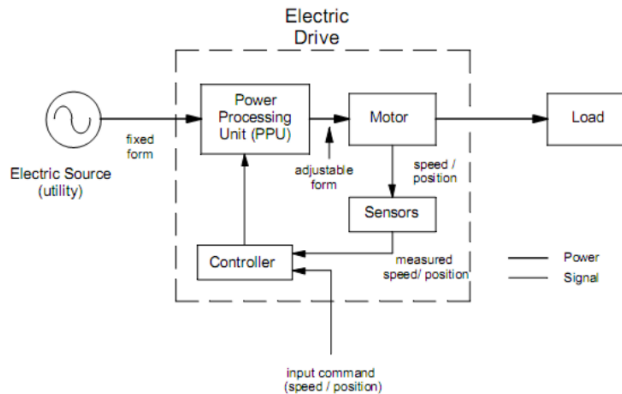 Electric
Drive
Power
Processing
Unit (PPU)
Motor
Load
fixed
form
adjustable
form
speed /
position
Electric Source
(utility)
Sensors
Controller
measured
speed/ position
Power
Signal
input command
(speed / position)